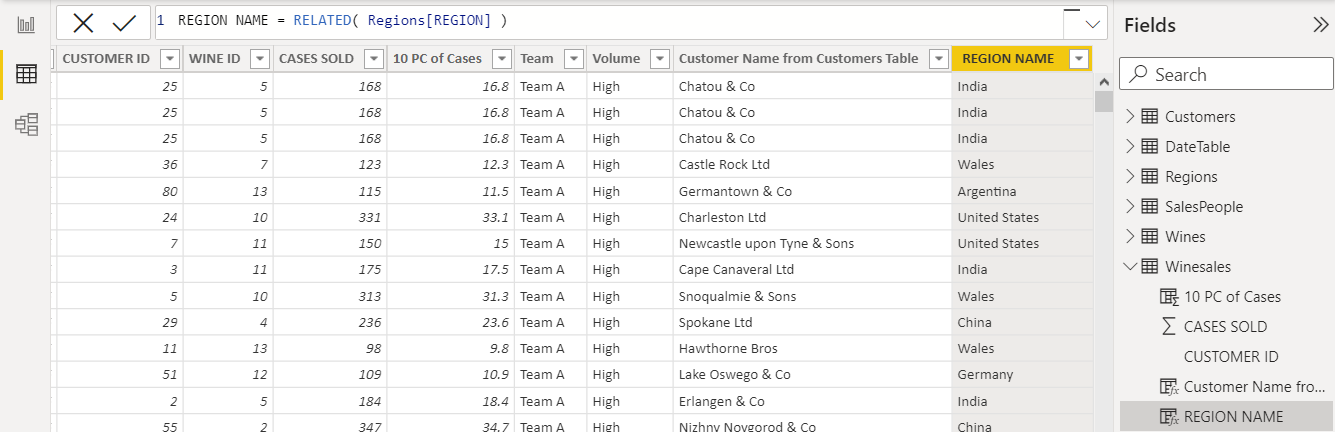 1 REGION NAME = RELATED( Regions[REGION] )
CUSTOMER ID WINE ID CASES SOLD 10 PC of Cases Team Volume Customer Name from Customers Table REGION NAME
25 5 168 16.8 Team A High Chatou & Co India
25 5 168 16.8 Team A High Chatou & Co India
25 5 168 16.8 Team A High Chatou & Co India
36 7 123 12.3 Team A High Castle Rock Ltd Wales
80 13 115 11.5 Team A High Germantown & Co Argentina
24 10 331 33.1 Team A High Charleston Ltd United States
7 11 150 15 Team A High Newcastle upon Tyne & Sons United States
3 11 175 17.5 Team A High Cape Canaveral Ltd India
5 10 313 31.3 Team A High Snoqualmie & Sons Wales
29 4 236 23.6 Team A High Spokane Ltd China
11 13 98 9.8 Team A High Hawthorne Bros Wales
51 12 109 10.9 Team A High Lake Oswego & Co Germany
2 5 184 18.4 Team A High Erlangen & Co India
55 2 347 34.7 Team A High Nizhny Novgorod & Co China
Fields
Search
Customers
DateTable
Regions
SalesPeople
Wines
Winesales
10 PC of Cases
CASES SOLD
CUSTOMER ID
Customer Name fro...
REGION NAME